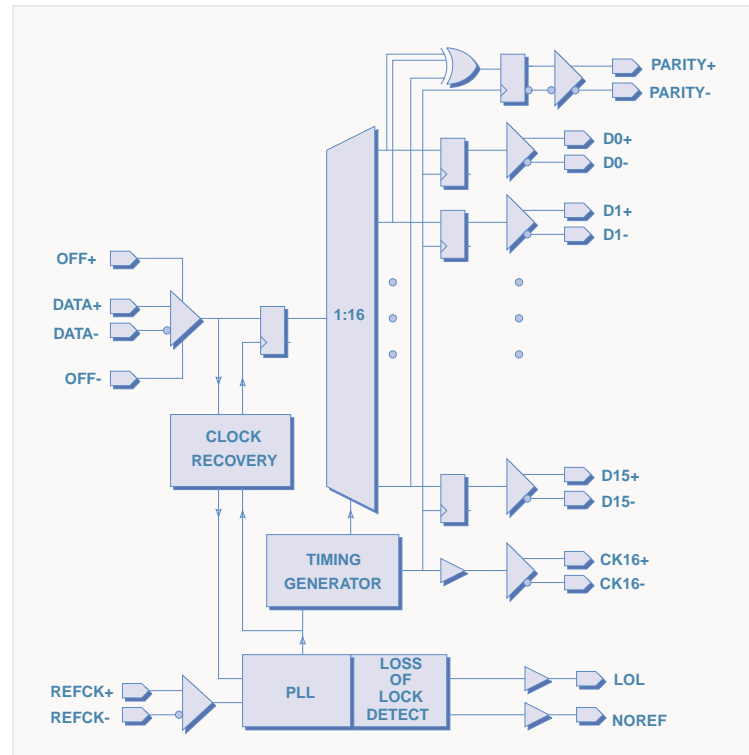 PARITY+
PARITY-
D0+
D0-
D1+
D1-
OFF+
DATA+
DATA-
OFF-
1:16
CLOCK
RECOVERY
D15+
D15-
TIMING
GENERATOR
CK16+
CK16-
REFCK+
REFCK-
PLL
LOSS
OF
LOCK
DETECT
LOL
NOREF